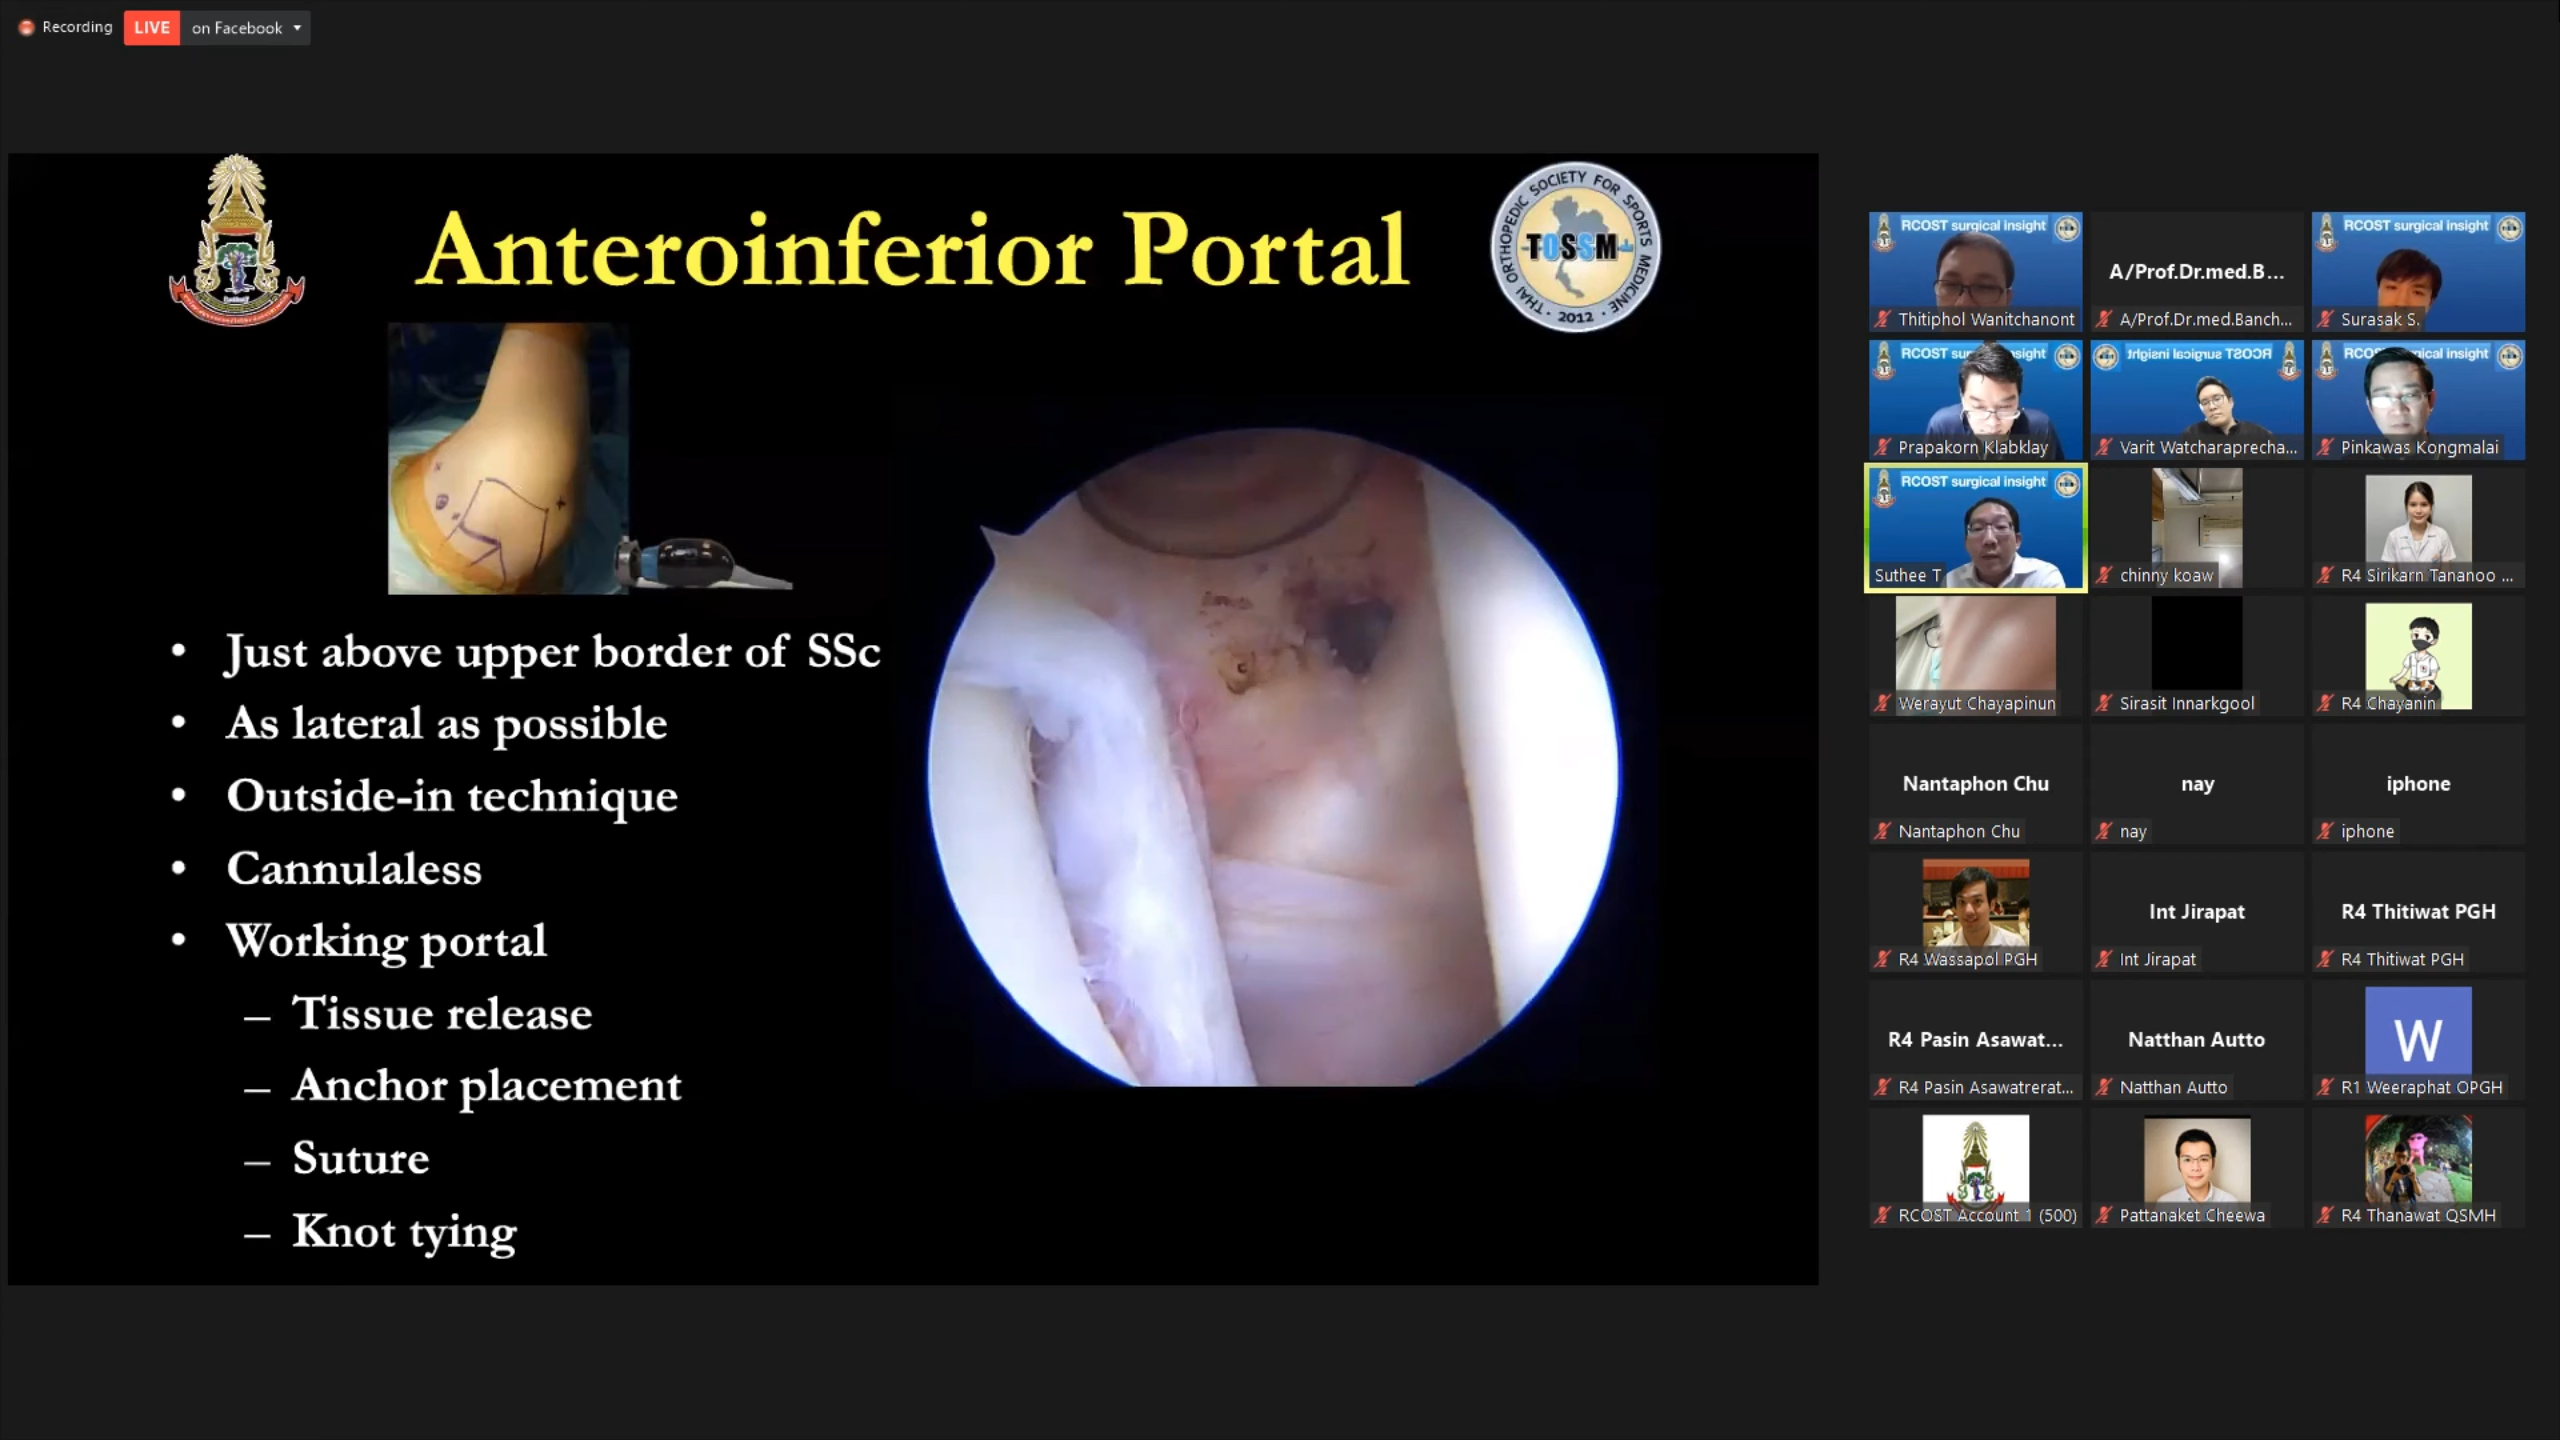 Recording
LIVE on Facebook
Anteroinferior Portal
THAI ORTHOPEDIC SOCIETY FOR SPORTS MEDICINE
TOSSM
2012
• Just above upper border of SSc
• As lateral as possible
• Outside-in technique
• Cannulaless
• Working portal
– Tissue release
– Anchor placement
– Suture
– Knot tying
RCOST surgical insight
Thitiphol Wanitchanont
A/Prof.Dr.med.B...
A/Prof.Dr.med.Banch...
RCOST surgical insight
Surasak S.
Prapakorn Klabklay
RCOST surgical insight
Varit Watcharaprecha...
Pinkawas Kongmalai
RCOST surgical insight
Suthee T
chinny koaw
R4 Sirikarn Tananoo ...
Werayut Chayapinun
Sirasit Innarkgool
R4 Chayanin
Nantaphon Chu
Nantaphon Chu
nay
nay
iphone
iphone
R4 Wassapol PGH
Int Jirapat
Int Jirapat
R4 Thitiwat PGH
R4 Thitiwat PGH
R4 Pasin Asawat...
R4 Pasin Asawatrerat...
Natthan Autto
Natthan Autto
W
R1 Weeraphat OPGH
RCOST Account 1 (500)
Pattanaket Cheewa
R4 Thanawat QSMH